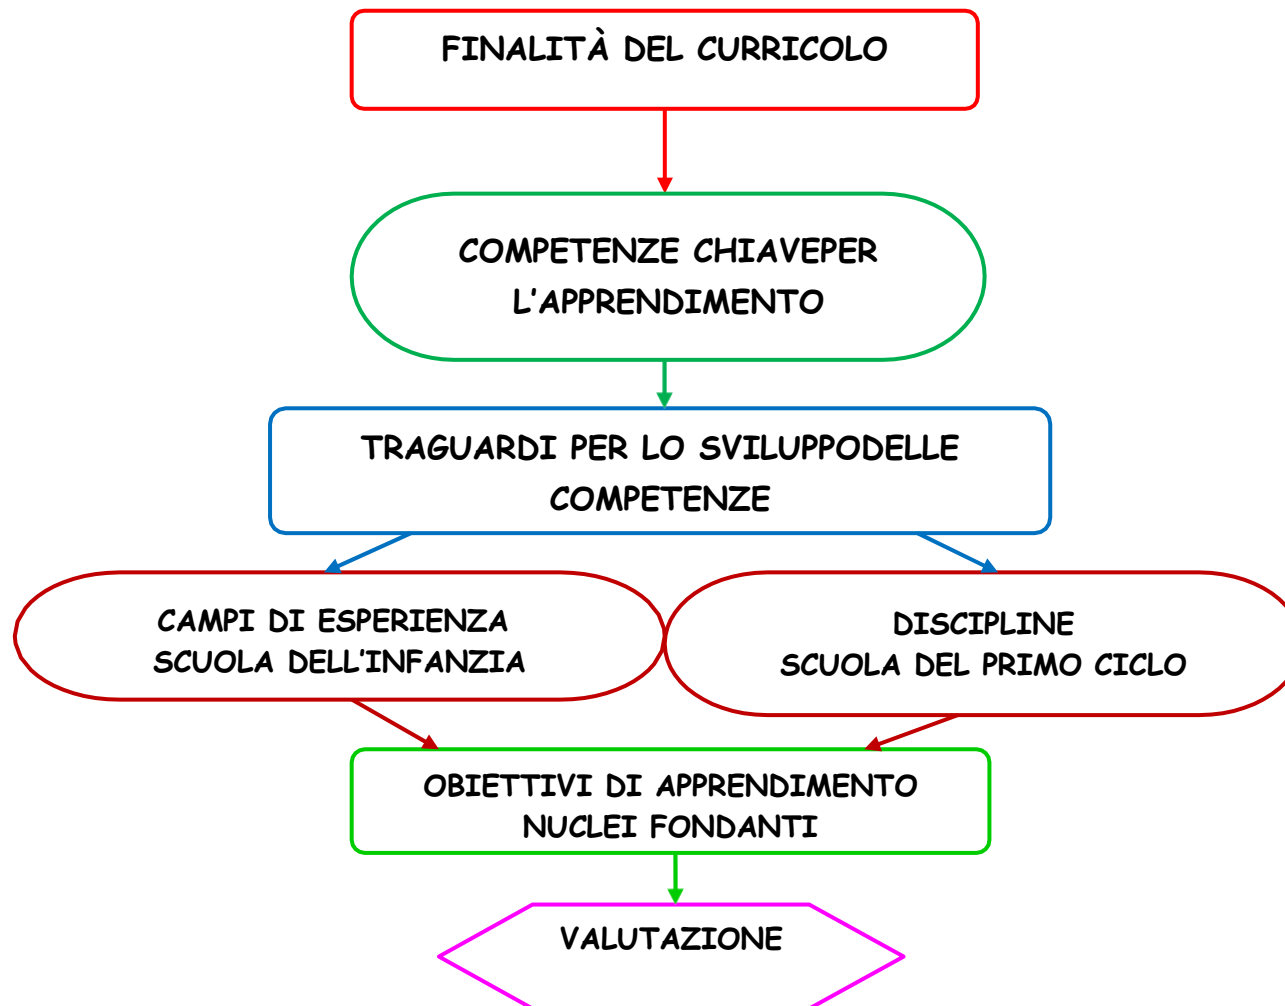 FINALITÀ DEL CURRICOLO
COMPETENZE CHIAVEPER
L'APPRENDIMENTO
TRAGUARDI PER LO SVILUPPODELLE
COMPETENZE
CAMPI DI ESPERIENZA
SCUOLA DELL'INFANZIA
DISCIPLINE
SCUOLA DEL PRIMO CICLO
OBIETTIVI DI APPRENDIMENTO
NUCLEI FONDANTI
VALUTAZIONE